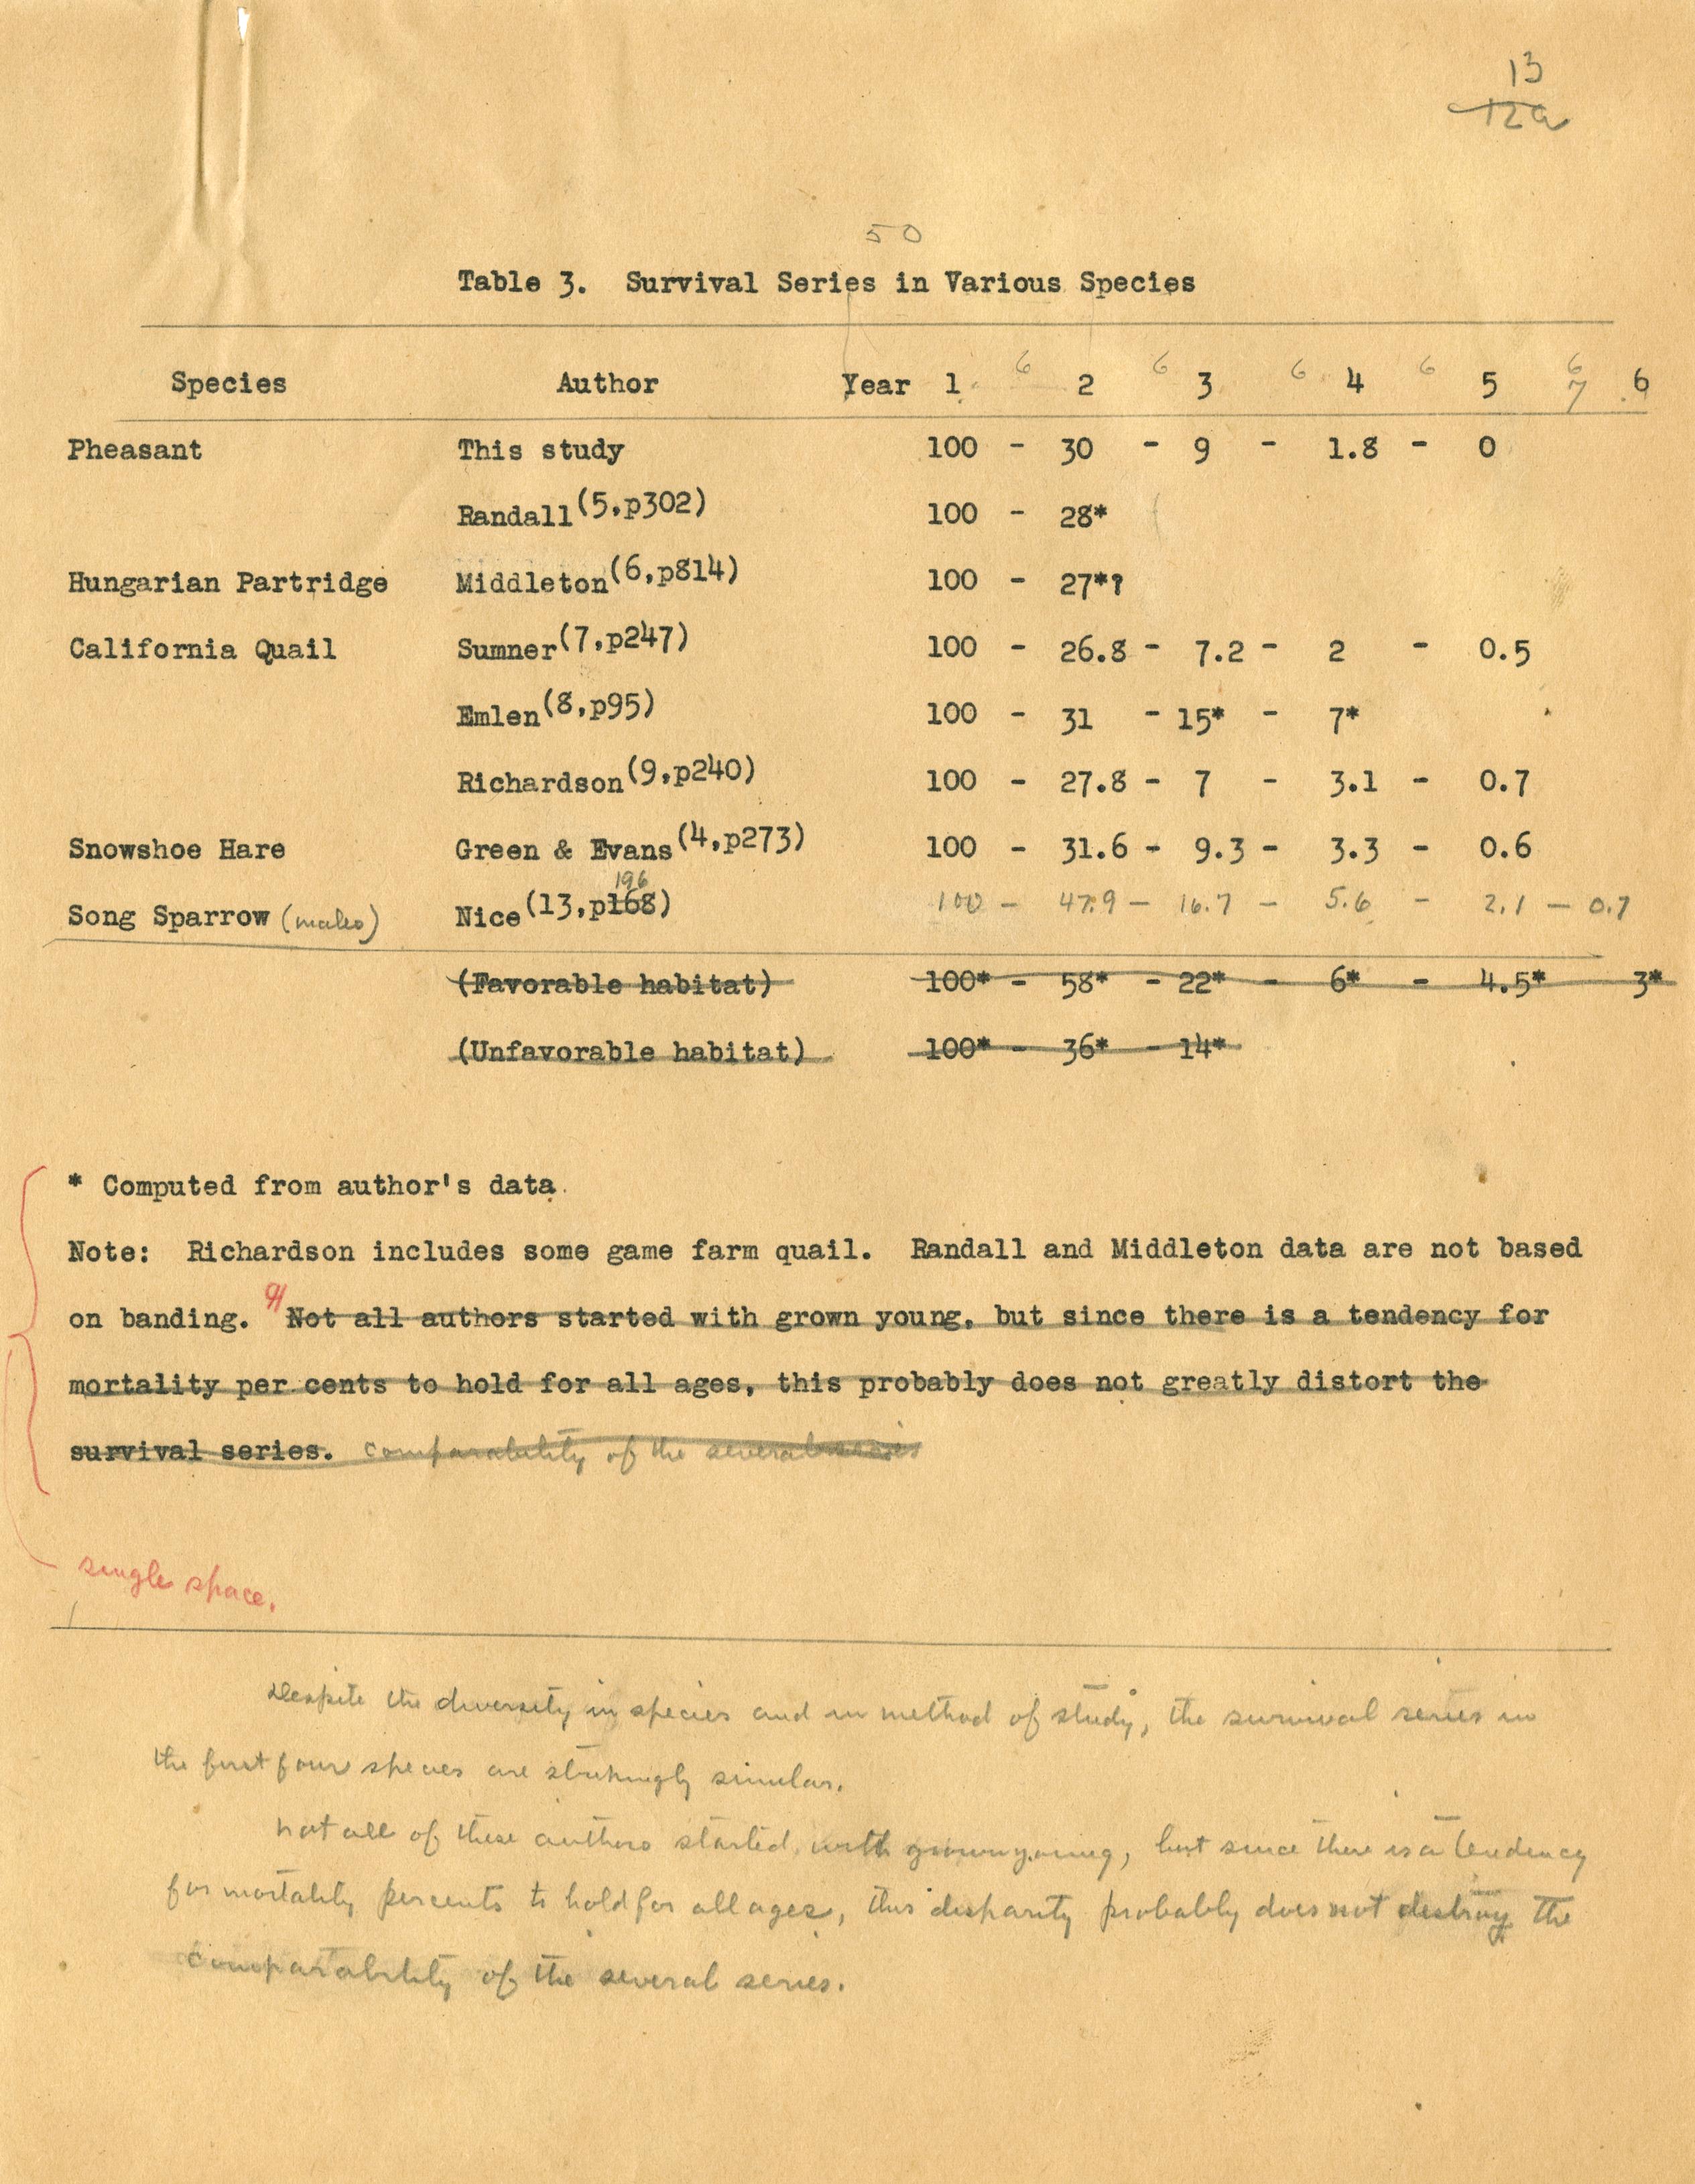 13
12a
50
Table 3. Survival Series in Various Species
Species Author Year 1 6 2 6 3 6 4 6 5 6 7 6
Pheasant This study 100 - 30 - 9 - 1.8 - 0
Randall (5,p302) 100 - 28*
Hungarian Partridge Middleton (6,p814) 100 - 27*?
California Quail Sumner (7,p247) 100 - 26.8 - 7.2 - 2 - 0.5
Emlen (8,p95) 100 - 31 - 15* - 7*
Richardson (9,p240) 100 - 27.8 - 7 - 3.1 - 0.7
Snowshoe Hare Green & Evans (4,p273) 100 - 31.6 - 9.3 - 3.3 - 0.6
196
Song Sparrow (males) Nice (13,p168) 100 - 47.9 - 16.7 - 5.6 - 2.1 - 0.7
(Favorable habitat) 100* - 58* - 22* - 6* - 4.5* 3*
(Unfavorable habitat) 100* - 36* - 14*
* Computed from author's data.
Note: Richardson includes some game farm quail. Randall and Middleton data are not based
on banding. ¶ Not all authors started with grown young, but since there is a tendency for
mortality per cents to hold for all ages, this probably does not greatly distort the
survival series. comparability of the several series
single space.
Despite the diversity in species and in method of study, the survival series in
the first four species are strikingly similar.
Not all of these authors started with grown young, but since there is a tendency
for mortality percents to hold for all ages, this disparity probably does not destroy the
comparability of the several series.